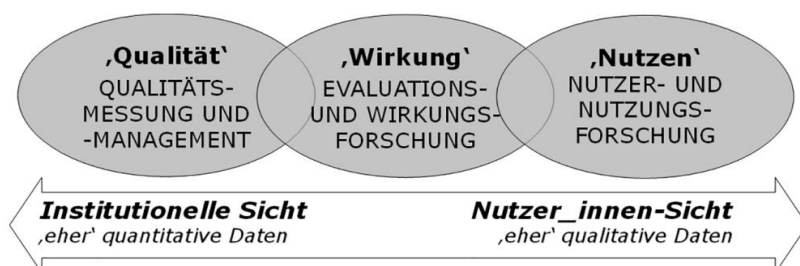 ‚Qualität‘
QUALITÄTS-
MESSUNG UND
-MANAGEMENT
‚Wirkung‘
EVALUATIONS-
UND WIRKUNGS-
FORSCHUNG
‚Nutzen‘
NUTZER- UND
NUTZUNGS-
FORSCHUNG
Institutionelle Sicht
‚eher‘ quantitative Daten
Nutzer_innen-Sicht
‚eher‘ qualitative Daten